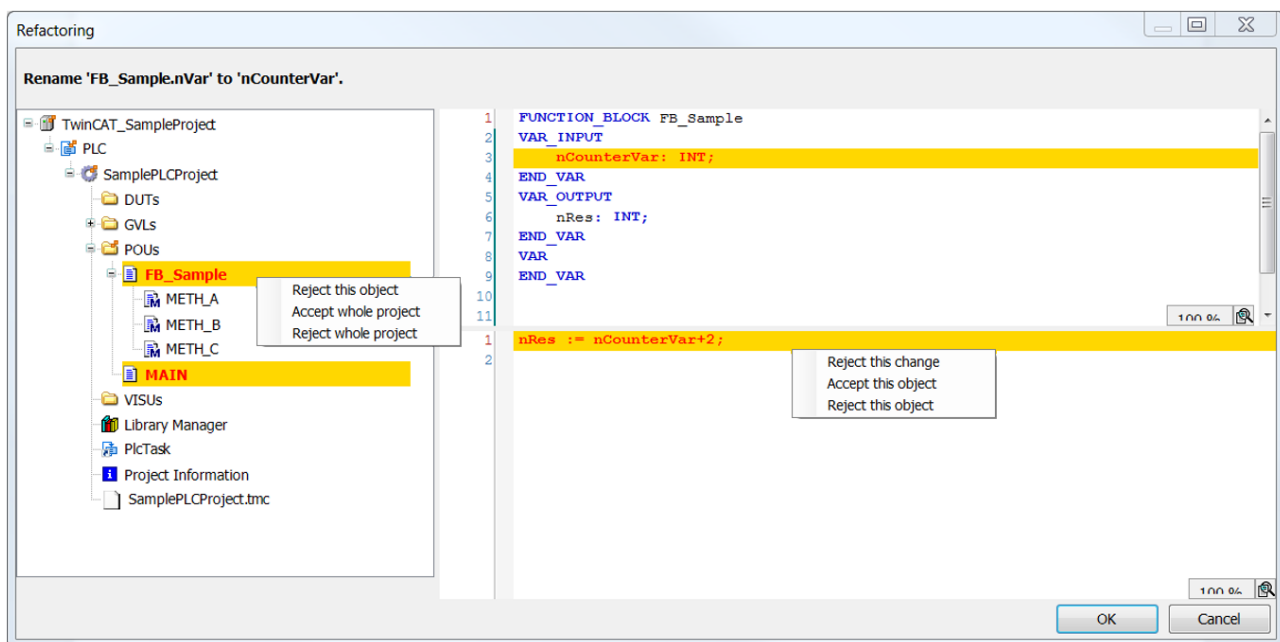 Refactoring
Rename 'FB_Sample.nVar' to 'nCounterVar'.
TwinCAT_SampleProject
PLC
SamplePLCProject
DUTs
GVLs
POUs
FB_Sample
METH_A
METH_B
METH_C
MAIN
VISUs
Library Manager
PlcTask
Project Information
SamplePLCProject.tmc
Reject this object
Accept whole project
Reject whole project
1 FUNCTION_BLOCK FB_Sample
2 VAR_INPUT
3 nCounterVar: INT;
4 END_VAR
5 VAR_OUTPUT
6 nRes: INT;
7 END_VAR
8 VAR
9 END_VAR
10
11
100 %
1 nRes := nCounterVar+2;
2
Reject this change
Accept this object
Reject this object
100 %
OK Cancel